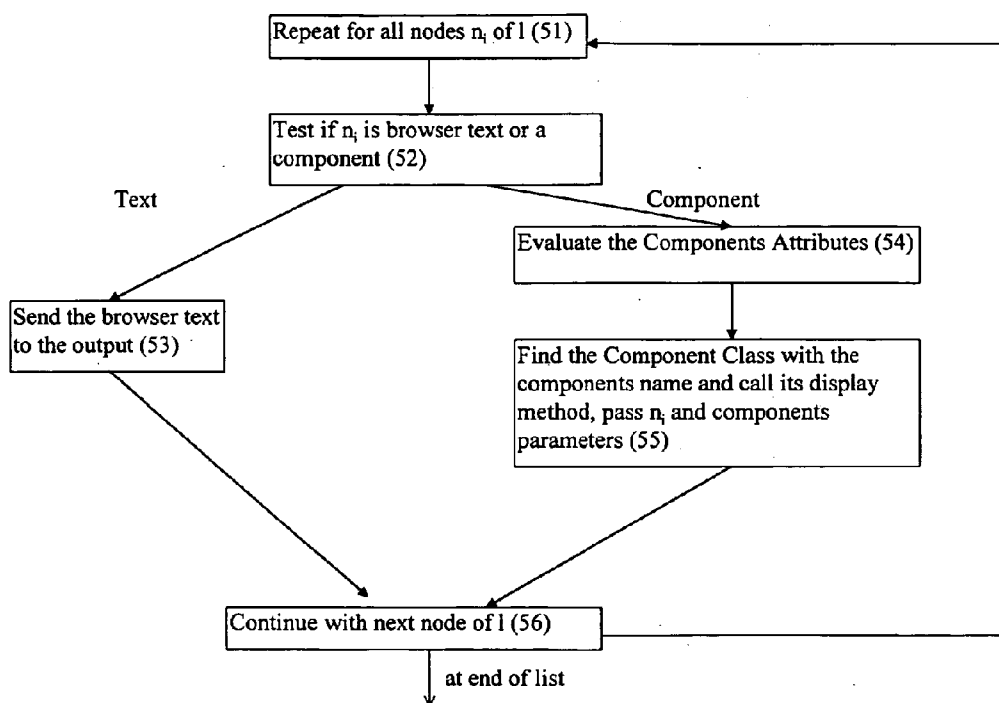 Repeat for all nodes nᵢ of l (51)
Test if nᵢ is browser text or a
component (52)
Text
Component
Evaluate the Components Attributes (54)
Send the browser text
to the output (53)
Find the Component Class with the
components name and call its display
method, pass nᵢ and components
parameters (55)
Continue with next node of l (56)
at end of list